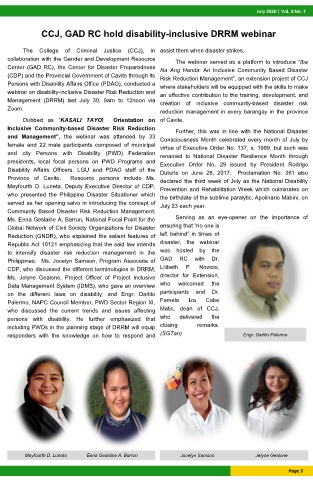 July 2020 | Vol. 3 No. 7
CCJ, GAD RC hold disability-inclusive DRRM webinar
The College of Criminal Justice (CCJ), in
collaboration with the Gender and Development Resource
Center (GAD RC), the Center for Disaster Preparedness
(CDP) and the Provincial Government of Cavite through its
Persons with Disability Affairs Office (PDAO), conducted a
webinar on disability-inclusive Disaster Risk Reduction and
Management (DRRM) last July 30, 9am to 12noon via
Zoom.
Dubbed as "KASALI TAYO! Orientation on
Inclusive Community-based Disaster Risk Reduction
and Management", the webinar was attended by 33
female and 22 male participants composed of municipal
and city Persons with Disability (PWD) Federation
presidents, local focal persons on PWD Programs and
Disability Affairs Officers, LGU and PDAO staff of the
Province of Cavite. Resource persons include Ms.
Mayfourth D. Luneta, Deputy Executive Director of CDP,
who presented the Philippine Disaster Situationer which
served as her opening salvo in introducing the concept of
Community Based Disaster Risk Reduction Management;
Ms. Eena Geslaine A. Barrun, National Focal Point for the
Global Network of Civil Society Organizations for Disaster
Reduction (GNDR), who explained the salient features of
Republic Act 10121 emphasizing that the said law intends
to intensify disaster risk reduction management in the
Philippines; Ms. Jocelyn Samson, Program Associate of
CDP, who discussed the different terminologies in DRRM;
Ms. Jelyne Gealone, Project Officer of Project Inclusive
Data Management System (IDMS), who gave an overview
on the different laws on disability; and Engr. Darlito
Palermo, NAPC Council Member, PWD Sector Region XI,
who discussed the current trends and issues affecting
persons with disability. He further emphasized that
including PWDs in the planning stage of DRRM will equip
responders with the knowledge on how to respond and
assist them when disaster strikes.
The webinar served as a platform to introduce "Iba
Na Ang Handa: An Inclusive Community Based Disaster
Risk Reduction Management", an extension project of CCJ
where stakeholders will be equipped with the skills to make
an effective contribution to the training, development, and
creation of inclusive community-based disaster risk
reduction management in every barangay in the province
of Cavite.
Further, this was in line with the National Disaster
Consciousness Month celebrated every month of July by
virtue of Executive Order No. 137, s. 1999, but such was
renamed to National Disaster Resilience Month through
Executive Order No. 29 issued by President Rodrigo
Duterte on June 28, 2017. Proclamation No. 361 also
declared the third week of July as the National Disability
Prevention and Rehabilitation Week which culminates on
the birthdate of the sublime paralytic, Apolinario Mabini, on
July 23 each year.
Serving as an eye-opener on the importance of
ensuring that "no one is
left behind" in times of
disaster, the webinar
was hosted by the
GAD RC with Dr.
Lilibeth P. Novicio,
director for Extension,
who welcomed the
participants and Dr.
Famela Iza Cabe
Matic, dean of CCJ,
who delivered the
closing remarks.
(SGTan)
Engr. Darlito Palermo
Mayfourth D. Luneta
Eena Geslaine A. Barrun
Jocelyn Samson
Jelyne Gealone
Page 5